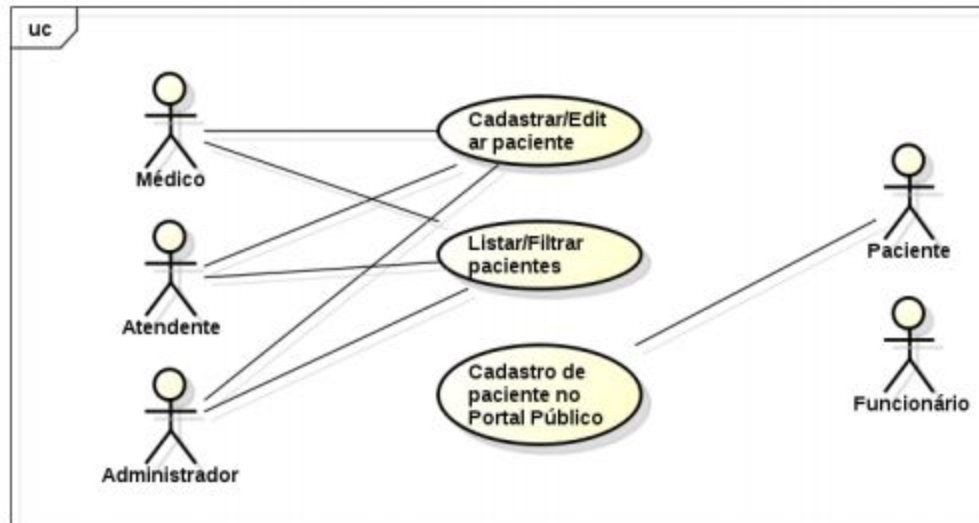 uc
Médico
Cadastrar/Edit
ar paciente
Atendente
Listar/Filtrar
pacientes
Paciente
Administrador
Cadastro de
paciente no
Portal Público
Funcionário